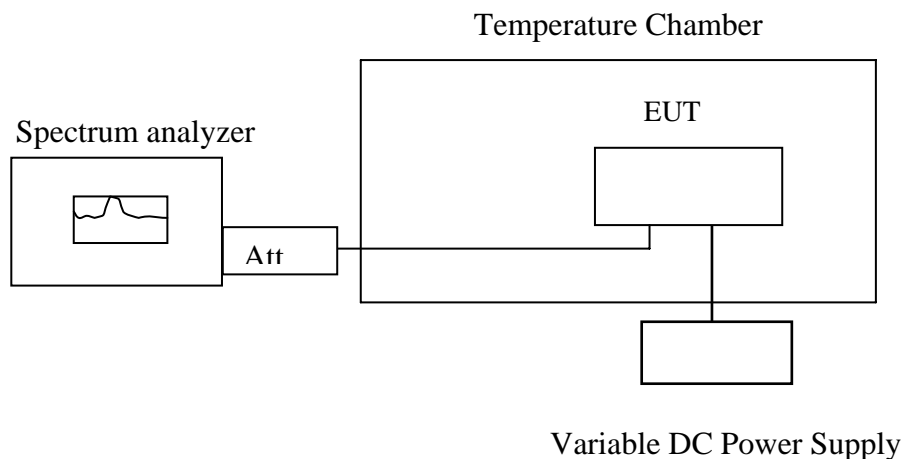 Temperature Chamber
EUT
Spectrum analyzer
Att
Variable DC Power Supply